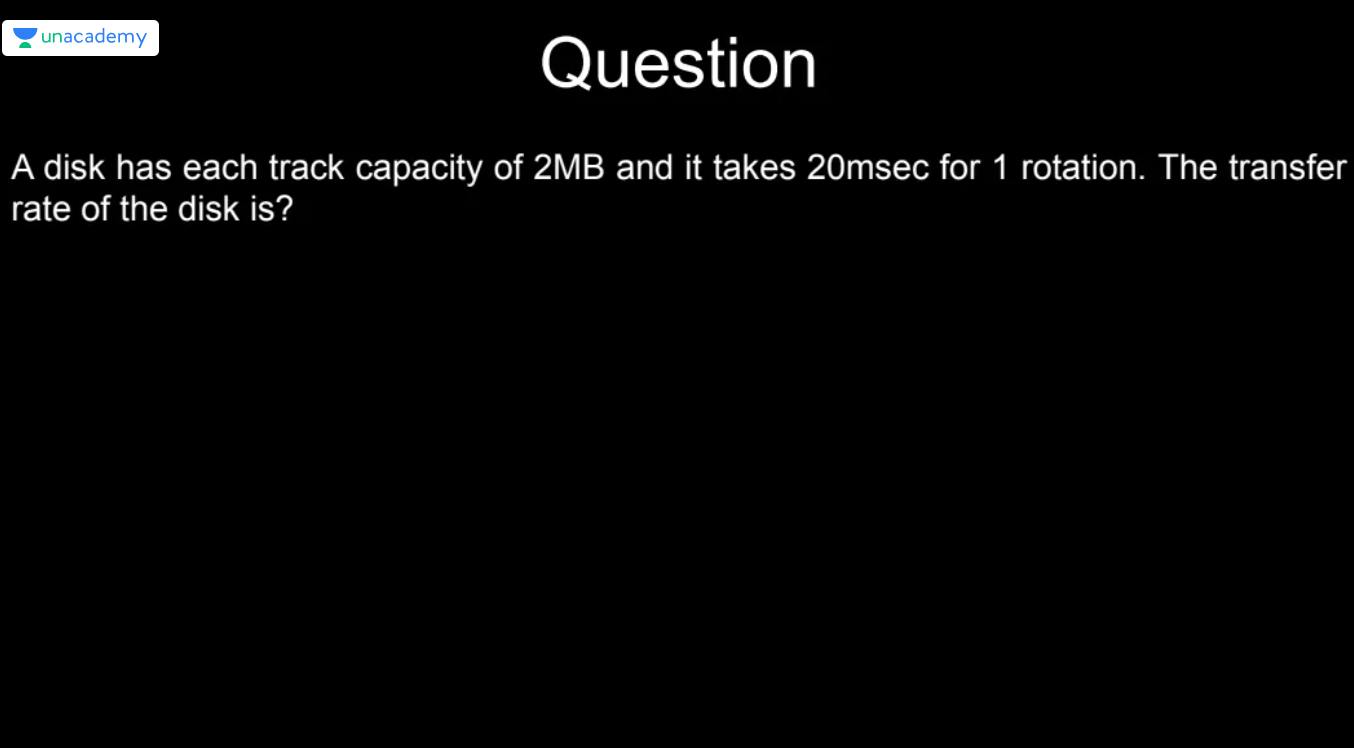 unacademy
Question
A disk has each track capacity of 2MB and it takes 20msec for 1 rotation. The transfer
rate of the disk is?